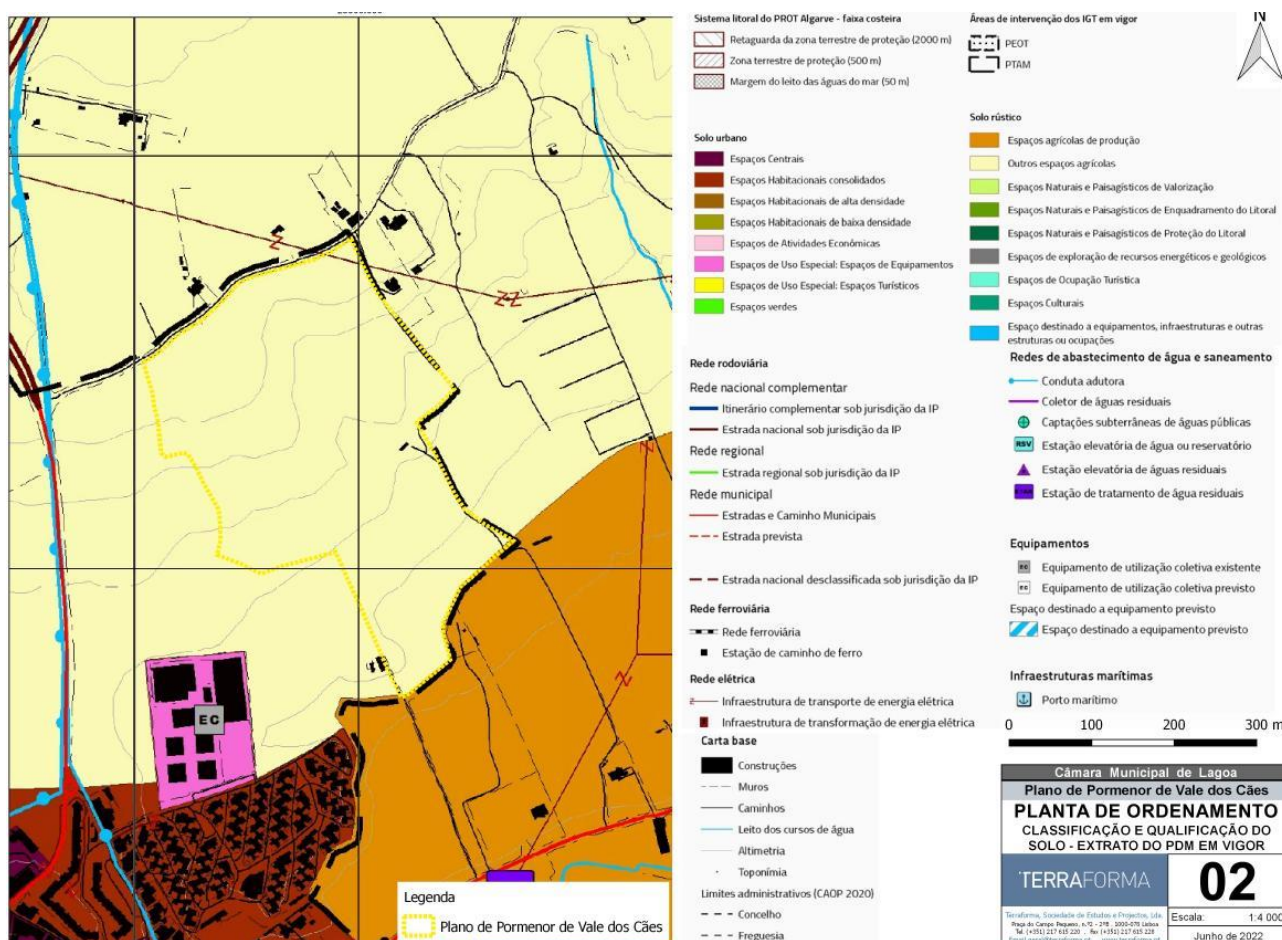 Sistema litoral do PROT Algarve - faixa costeira
Retaguarda da zona terrestre de proteção (2000 m)
Zona terrestre de proteção (500 m)
Margem do leito das águas do mar (50 m)
Áreas de intervenção dos IGT em vigor
PEOT
PTAM
N
Solo urbano
Espaços Centrais
Espaços Habitacionais consolidados
Espaços Habitacionais de alta densidade
Espaços Habitacionais de baixa densidade
Espaços de Atividades Económicas
Espaços de Uso Especial: Espaços de Equipamentos
Espaços de Uso Especial: Espaços Turísticos
Espaços verdes
Solo rústico
Espaços agrícolas de produção
Outros espaços agrícolas
Espaços Naturais e Paisagísticos de Valorização
Espaços Naturais e Paisagísticos de Enquadramento do Litoral
Espaços Naturais e Paisagísticos de Proteção do Litoral
Espaços de exploração de recursos energéticos e geológicos
Espaços de Ocupação Turística
Espaços Culturais
Espaço destinado a equipamentos, infraestruturas e outras
estruturas ou ocupações
Rede rodoviária
Rede nacional complementar
Itinerário complementar sob jurisdição da IP
Estrada nacional sob jurisdição da IP
Rede regional
Estrada regional sob jurisdição da IP
Rede municipal
Estradas e Caminho Municipais
Estrada prevista
Estrada nacional desclassificada sob jurisdição da IP
Rede ferroviária
Rede ferroviária
Estação de caminho de ferro
Rede elétrica
Infraestrutura de transporte de energia elétrica
Infraestrutura de transformação de energia elétrica
Redes de abastecimento de água e saneamento
Conduta adutora
Coletor de águas residuais
Captações subterrâneas de águas públicas
RSV
Estação elevatória de água ou reservatório
Estação elevatória de águas residuais
Estação de tratamento de água residuais
Equipamentos
EC
Equipamento de utilização coletiva existente
EC
Equipamento de utilização coletiva previsto
Espaço destinado a equipamento previsto
Espaço destinado a equipamento previsto
Infraestruturas marítimas
Porto marítimo
Carta base
Construções
Muros
Caminhos
Leito dos cursos de água
Altimetria
Toponímia
Limites administrativos (CAOP 2020)
Concelho
Freguesia
EC
Legenda
Plano de Pormenor de Vale dos Cães
0 100 200 300 m
Câmara Municipal de Lagoa
Plano de Pormenor de Vale dos Cães
PLANTA DE ORDENAMENTO
CLASSIFICAÇÃO E QUALIFICAÇÃO DO
SOLO - EXTRATO DO PDM EM VIGOR
TERRAFORMA
02
Terraforma, Sociedade de Estudos e Projectos, Lda.
Escala: 1:4 000
Junho de 2022